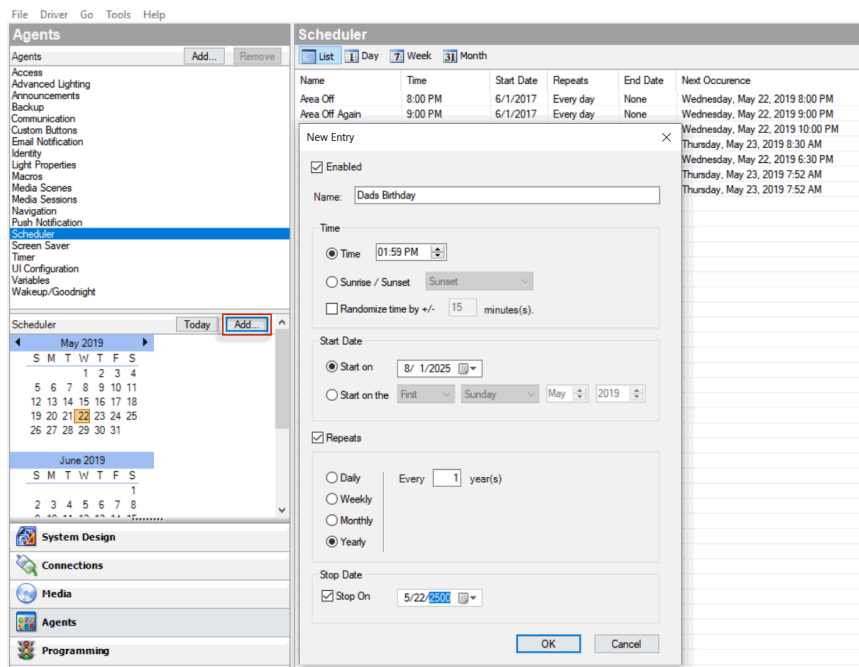 File Driver Go Tools Help
Agents
Agents Add... Remove
Access
Advanced Lighting
Announcements
Backup
Communication
Custom Buttons
Email Notification
Identity
Light Properties
Macros
Media Scenes
Media Sessions
Navigation
Push Notification
Scheduler
Screen Saver
Timer
UI Configuration
Variables
Wakeup/Goodnight
Scheduler Today Add...
May 2019
S M T W T F S
1 2 3 4
5 6 7 8 9 10 11
12 13 14 15 16 17 18
19 20 21 22 23 24 25
26 27 28 29 30 31
June 2019
S M T W T F S
1
2 3 4 5 6 7 8
System Design
Connections
Media
Agents
Programming
Scheduler
List 1 Day 7 Week 31 Month
Name Time Start Date Repeats End Date Next Occurence
Area Off 8:00 PM 6/1/2017 Every day None Wednesday, May 22, 2019 8:00 PM
Area Off Again 9:00 PM 6/1/2017 Every day None Wednesday, May 22, 2019 9:00 PM
Wednesday, May 22, 2019 10:00 PM
Thursday, May 23, 2019 8:30 AM
Wednesday, May 22, 2019 6:30 PM
Thursday, May 23, 2019 7:52 AM
Thursday, May 23, 2019 7:52 AM
New Entry
Enabled
Name: Dads Birthday
Time
Time 01:59 PM
Sunrise / Sunset Sunset
Randomize time by +/- 15 minutes(s).
Start Date
Start on 8/ 1/2025
Start on the First Sunday May 2019
Repeats
Daily Every 1 year(s)
Weekly
Monthly
Yearly
Stop Date
Stop On 5/22/2500
OK Cancel